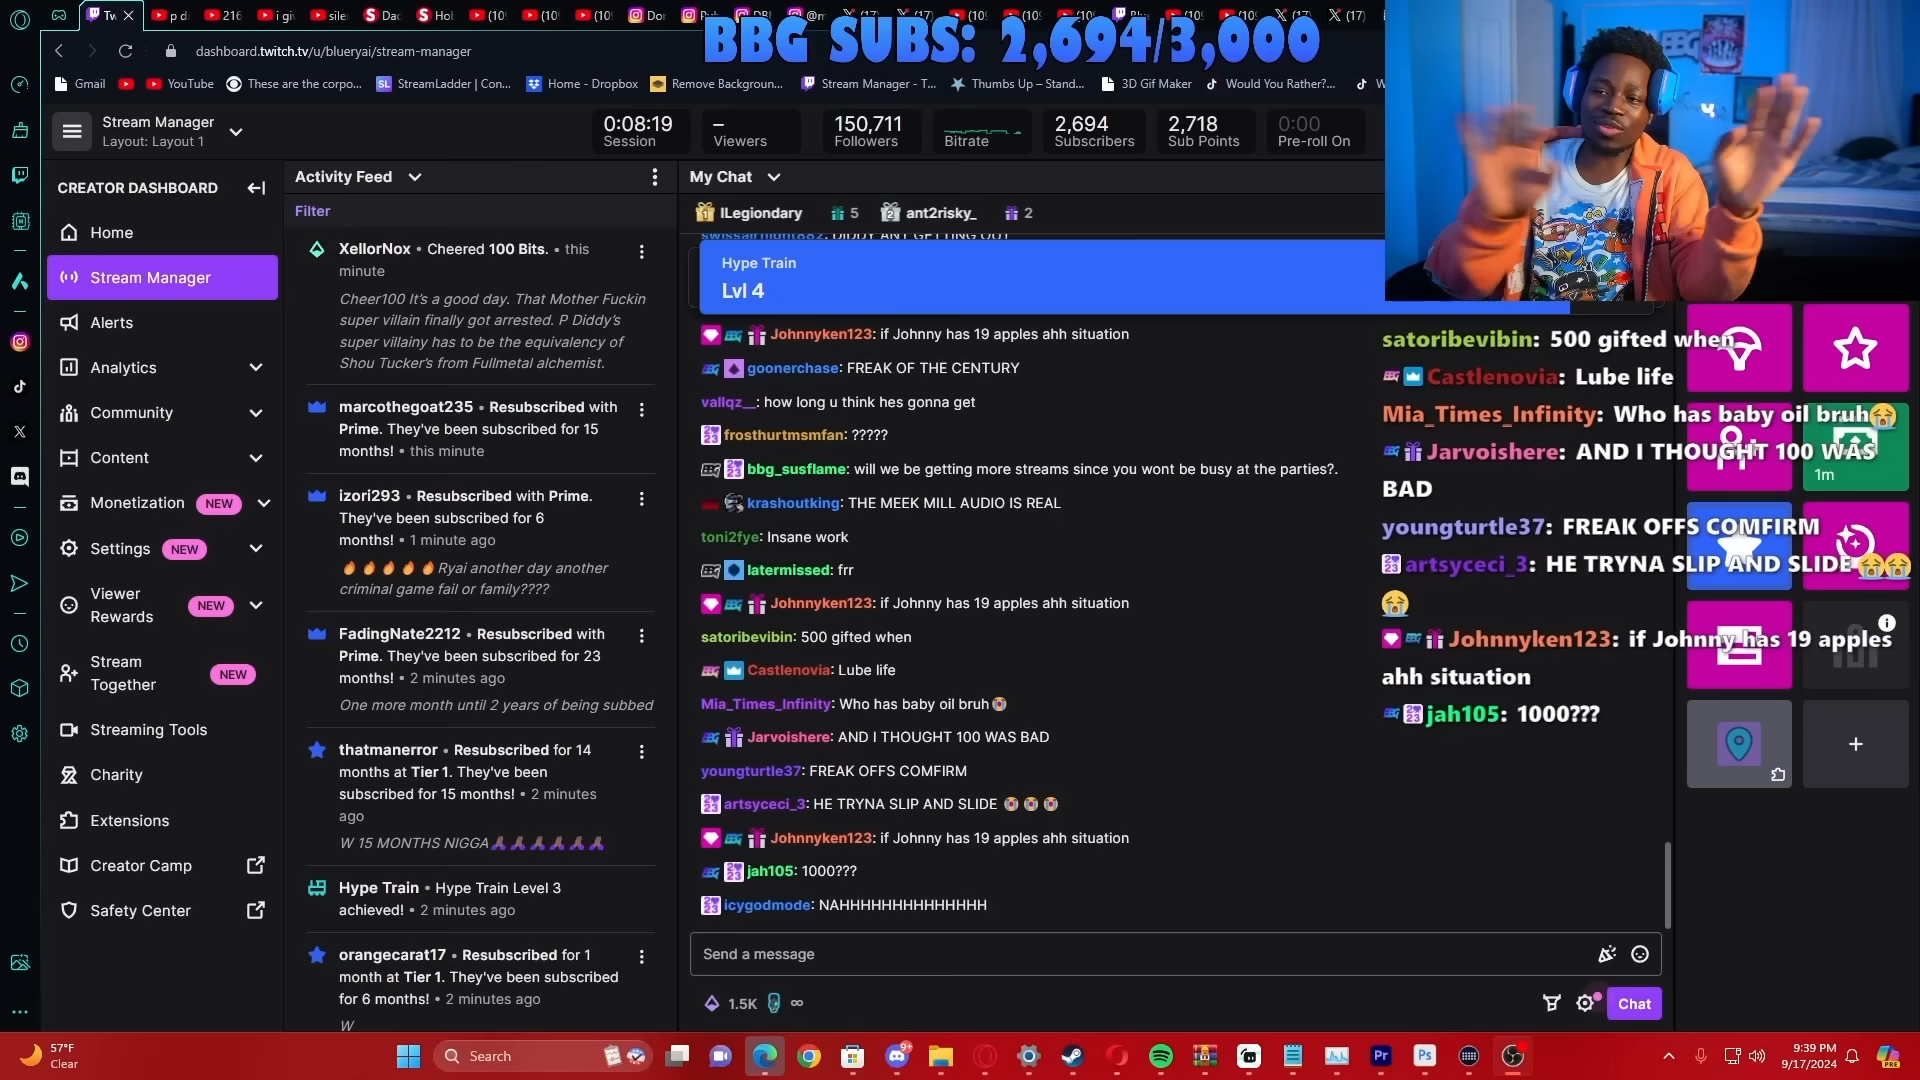 BBG SUBS: 2,694/3,000
dashboard.twitch.tv/u/blueryai/stream-manager
Gmail
YouTube
These are the corpo...
StreamLadder | Con...
Home - Dropbox
Remove Backgroun...
Stream Manager - T...
Thumbs Up – Stand...
3D Gif Maker
Would You Rather?...
Stream Manager
Layout: Layout 1
0:08:19
Session
–
Viewers
150,711
Followers
Bitrate
2,694
Subscribers
2,718
Sub Points
0:00
Pre-roll On
CREATOR DASHBOARD
Home
Stream Manager
Alerts
Analytics
Community
Content
Monetization NEW
Settings NEW
Viewer
Rewards
NEW
Stream
Together
NEW
Streaming Tools
Charity
Extensions
Creator Camp
Safety Center
Activity Feed
Filter
XellorNox • Cheered 100 Bits. • this
minute
Cheer100 It's a good day. That Mother Fuckin
super villain finally got arrested. P Diddy's
super villainy has to be the equivalency of
Shou Tucker's from Fullmetal alchemist.
marcothegoat235 • Resubscribed with
Prime. They've been subscribed for 15
months! • this minute
izori293 • Resubscribed with Prime.
They've been subscribed for 6
months! • 1 minute ago
🔥🔥🔥🔥🔥Ryai another day another
criminal game fail or family????
FadingNate2212 • Resubscribed with
Prime. They've been subscribed for 23
months! • 2 minutes ago
One more month until 2 years of being subbed
thatmanerror • Resubscribed for 14
months at Tier 1. They've been
subscribed for 15 months! • 2 minutes
ago
W 15 MONTHS NIGGA
Hype Train • Hype Train Level 3
achieved! • 2 minutes ago
orangecarat17 • Resubscribed for 1
month at Tier 1. They've been subscribed
for 6 months! • 2 minutes ago
W
My Chat
ILegiondary 5 ant2risky_ 2
Hype Train
Lvl 4
Johnnyken123: if Johnny has 19 apples ahh situation
goonerchase: FREAK OF THE CENTURY
vallqz__: how long u think hes gonna get
frosthurtmsmfan: ?????
bbg_susflame: will we be getting more streams since you wont be busy at the parties?.
krashoutking: THE MEEK MILL AUDIO IS REAL
toni2fye: Insane work
latermissed: frr
Johnnyken123: if Johnny has 19 apples ahh situation
satoribevibin: 500 gifted when
Castlenovia: Lube life
Mia_Times_Infinity: Who has baby oil bruh😭
Jarvoishere: AND I THOUGHT 100 WAS BAD
youngturtle37: FREAK OFFS COMFIRM
artsyceci_3: HE TRYNA SLIP AND SLIDE 😭😭😭
Johnnyken123: if Johnny has 19 apples ahh situation
jah105: 1000???
icygodmode: NAHHHHHHHHHHHHHH
Send a message
1.5K ∞
Chat
satoribevibin: 500 gifted when
Castlenovia: Lube life
Mia_Times_Infinity: Who has baby oil bruh😭
Jarvoishere: AND I THOUGHT 100 WAS
BAD
youngturtle37: FREAK OFFS COMFIRM
artsyceci_3: HE TRYNA SLIP AND SLIDE😭😭
😭
Johnnyken123: if Johnny has 19 apples
ahh situation
jah105: 1000???
1m
57°F
Clear
Search
9:39 PM
9/17/2024